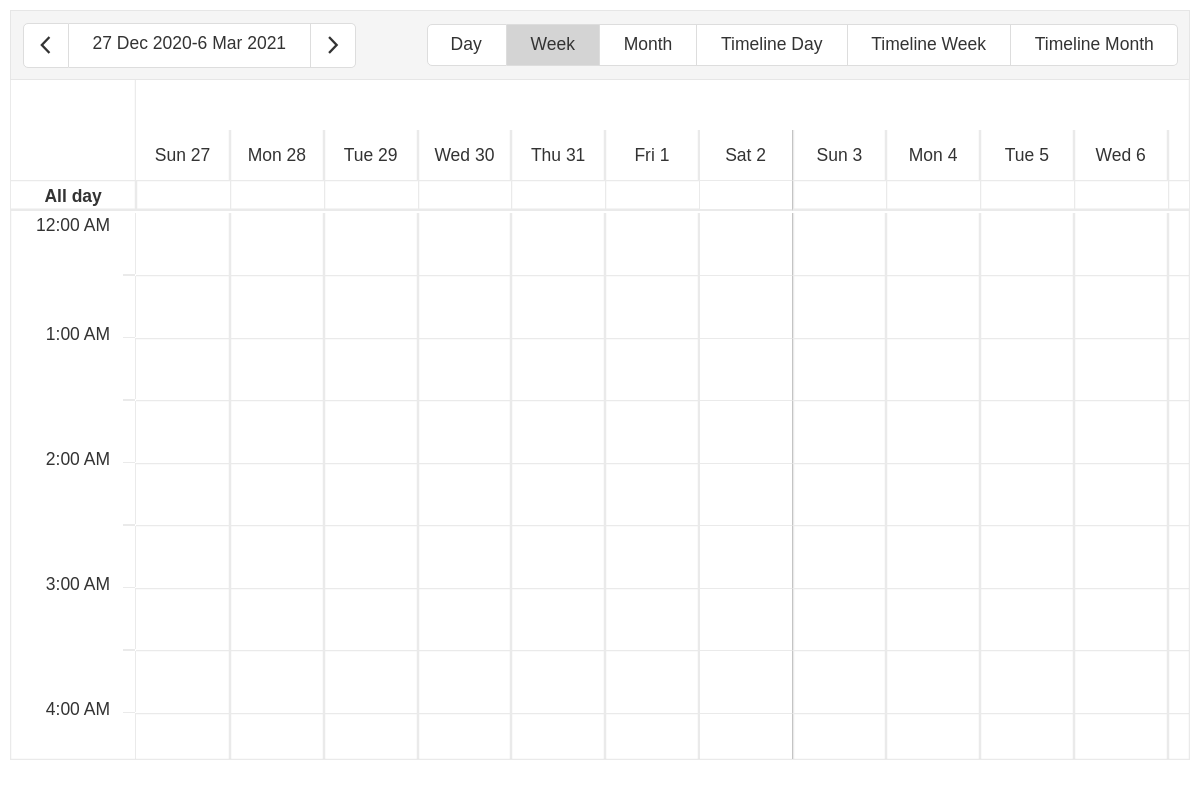 27 Dec 2020-6 Mar 2021
Day Week Month Timeline Day Timeline Week Timeline Month
Sun 27 Mon 28 Tue 29 Wed 30 Thu 31 Fri 1 Sat 2 Sun 3 Mon 4 Tue 5 Wed 6
All day
12:00 AM
1:00 AM
2:00 AM
3:00 AM
4:00 AM